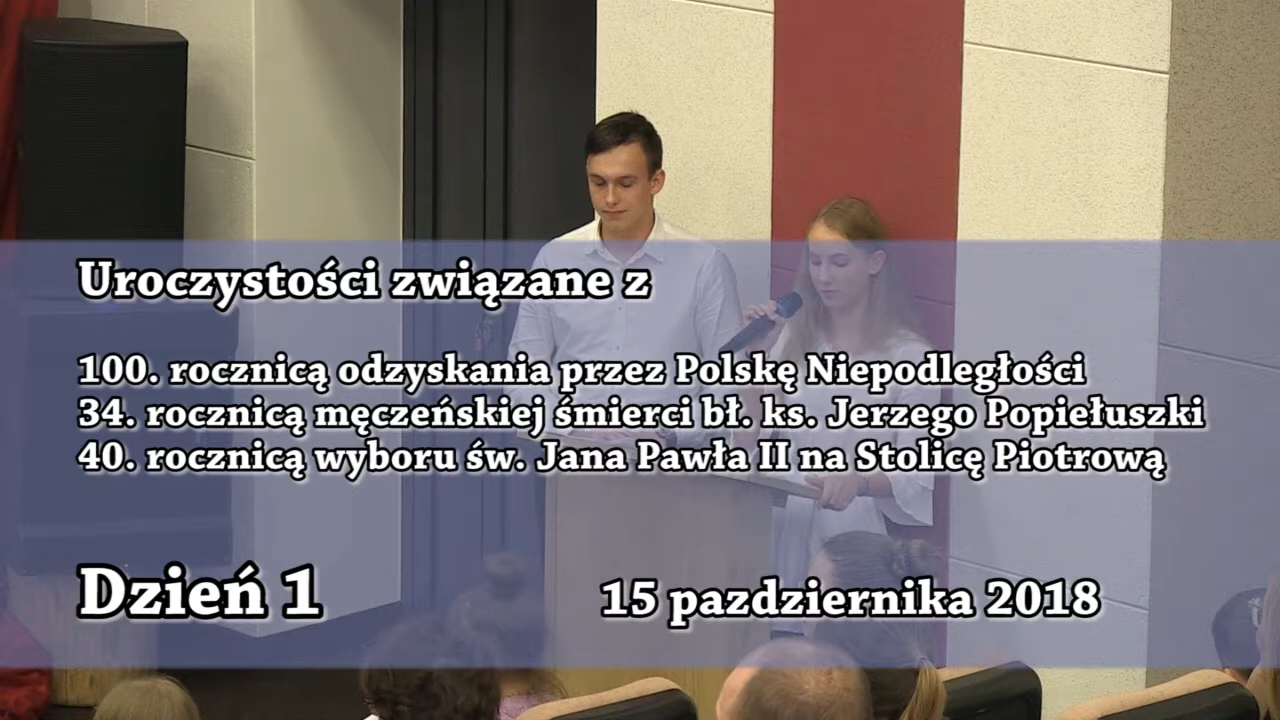 Uroczystości związane z
100. rocznicą odzyskania przez Polskę Niepodległości
34. rocznicą męczeńskiej śmierci bł. ks. Jerzego Popiełuszki
40. rocznicą wyboru św. Jana Pawła II na Stolicę Piotrową
Dzień 1
15 pazdziernika 2018